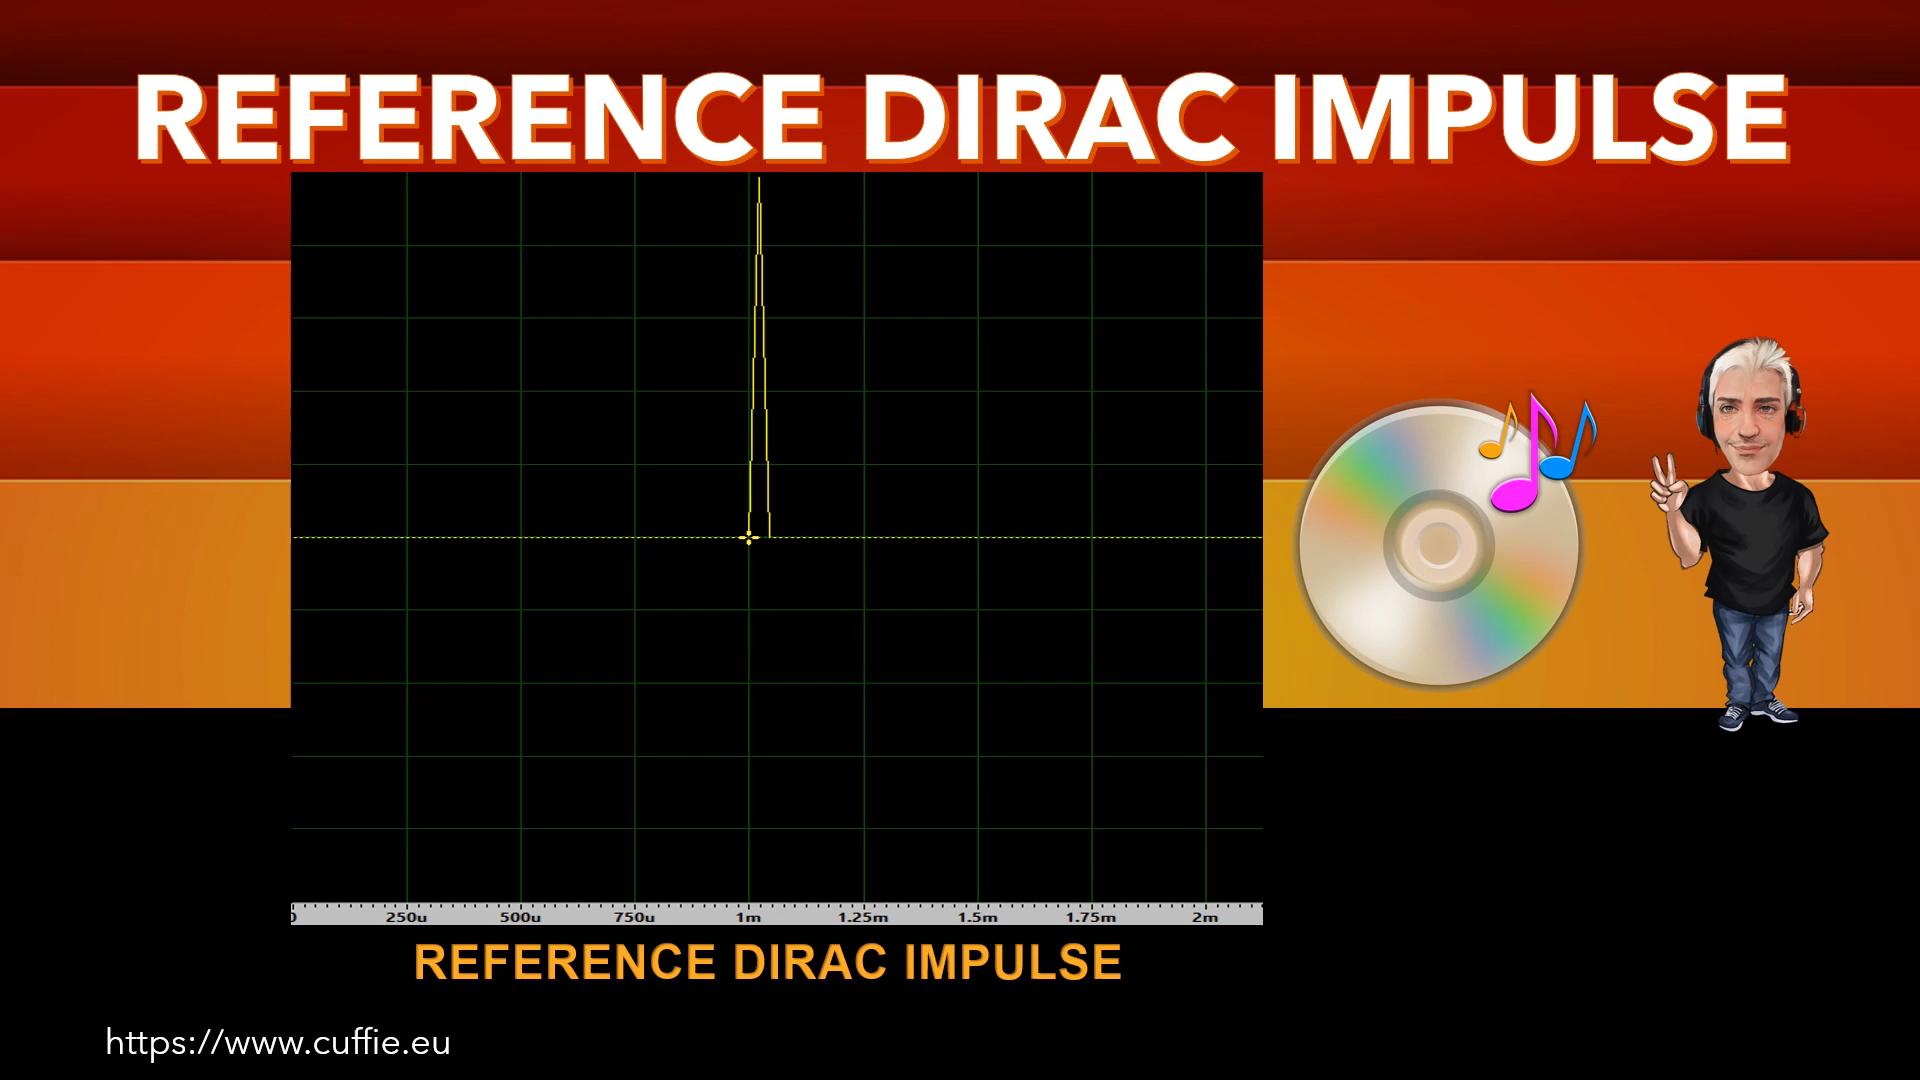 REFERENCE DIRAC IMPULSE
0 250u 500u 750u 1m 1.25m 1.5m 1.75m 2m
REFERENCE DIRAC IMPULSE
https://www.cuffie.eu